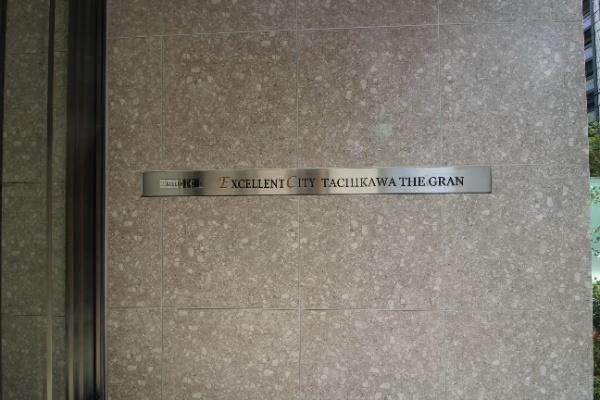 EXCELLENT CITY TACHIKAWA THE GRAN